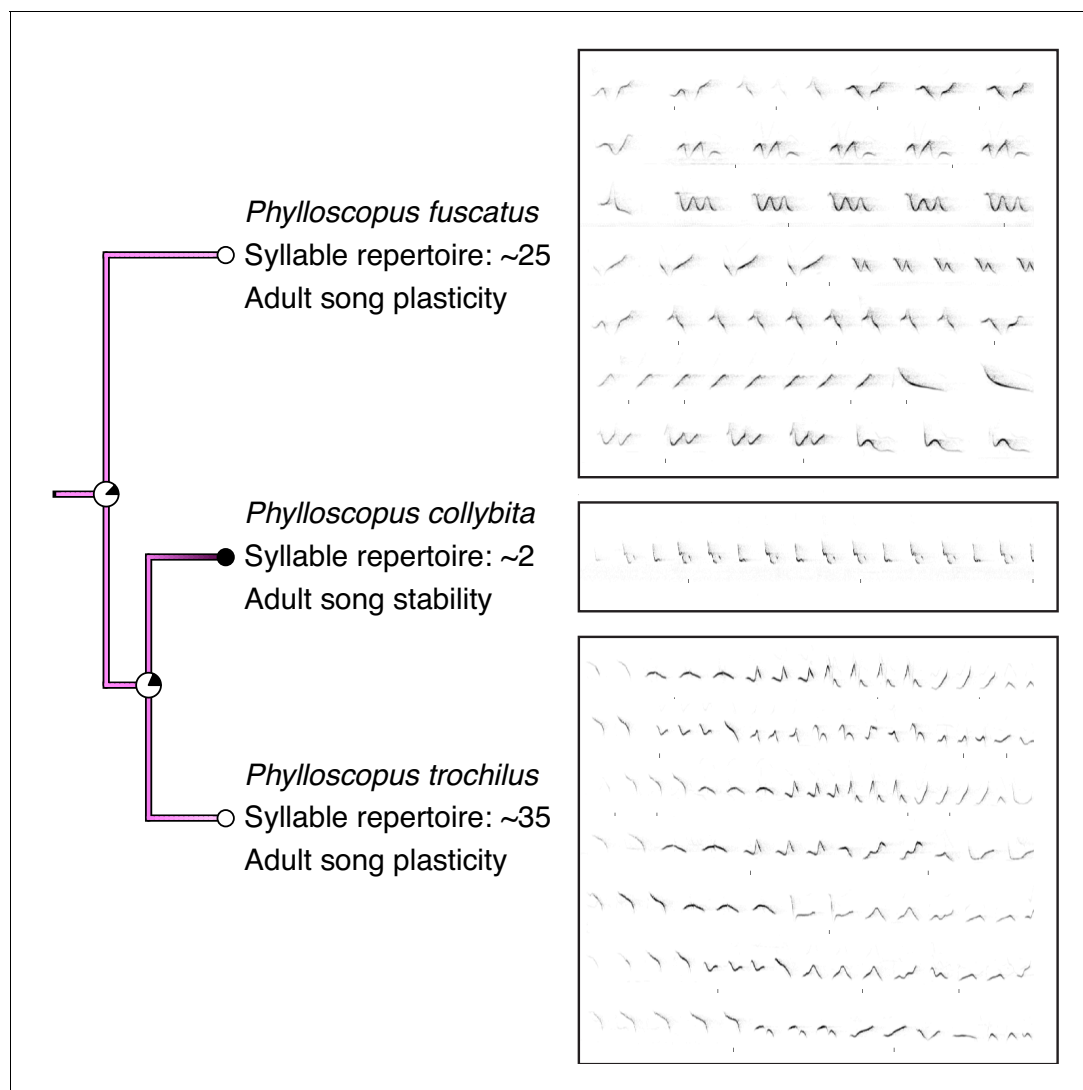 Phylloscopus fuscatus
Syllable repertoire: ~25
Adult song plasticity
Phylloscopus collybita
Syllable repertoire: ~2
Adult song stability
Phylloscopus trochilus
Syllable repertoire: ~35
Adult song plasticity